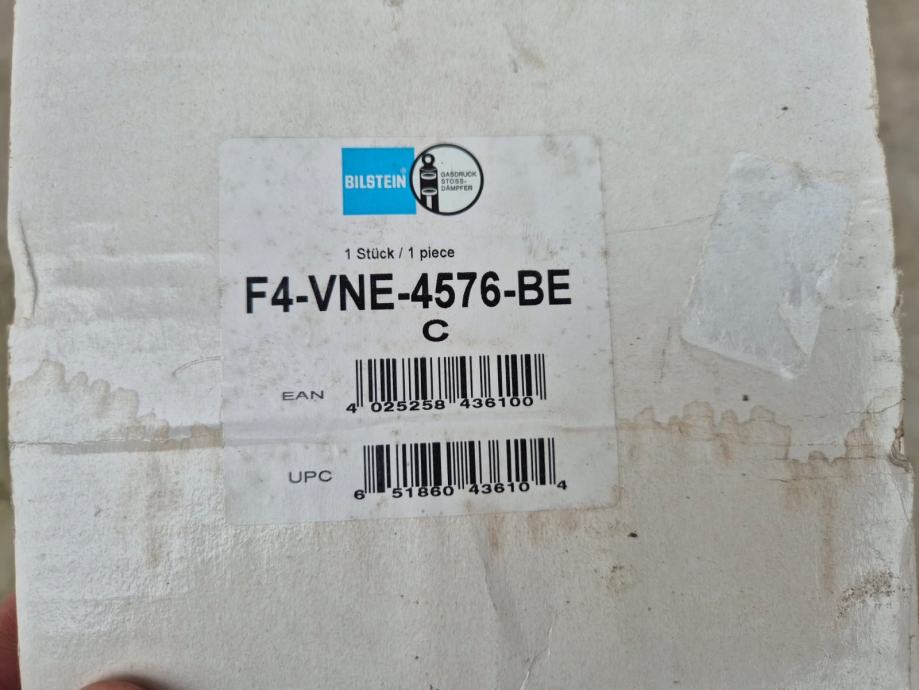 BILSTEIN®
GASDRUCK
STOSS-
DÄMPFER
1 Stück / 1 piece
F4-VNE-4576-BE
C
EAN
4 025258 436100
UPC
6 51860 43610 4